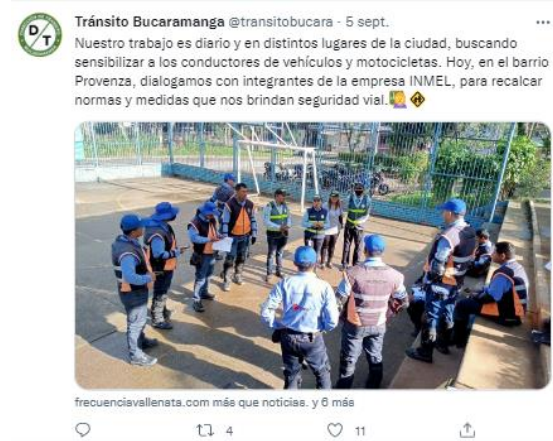 Tránsito Bucaramanga @transitobucara · 5 sept.
Nuestro trabajo es diario y en distintos lugares de la ciudad, buscando
sensibilizar a los conductores de vehículos y motocicletas. Hoy, en el barrio
Provenza, dialogamos con integrantes de la empresa INMEL, para recalcar
normas y medidas que nos brindan seguridad vial.
frecuenciavallenata.com más que noticias. y 6 más
4
11
D/T